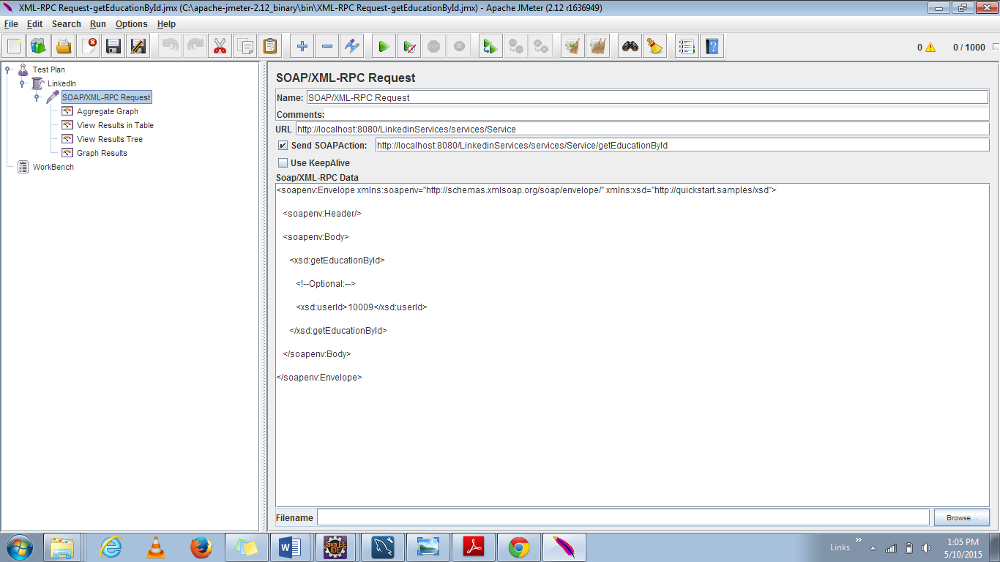 XML-RPC Request-getEducationById.jmx (C:\apache-jmeter-2.12_binary\bin\XML-RPC Request-getEducationById.jmx) - Apache JMeter (2.12 r1636949)
File Edit Search Run Options Help
0 0 / 1000
Test Plan
LinkedIn
SOAP/XML-RPC Request
Aggregate Graph
View Results in Table
View Results Tree
Graph Results
WorkBench
SOAP/XML-RPC Request
Name: SOAP/XML-RPC Request
Comments:
URL http://localhost:8080/LinkedinServices/services/Service
Send SOAPAction: http://localhost:8080/LinkedinServices/services/Service/getEducationById
Use KeepAlive
Soap/XML-RPC Data
<soapenv:Envelope xmlns:soapenv="http://schemas.xmlsoap.org/soap/envelope/" xmlns:xsd="http://quickstart.samples/xsd">
<soapenv:Header/>
<soapenv:Body>
<xsd:getEducationById>
<!--Optional:-->
<xsd:userId>10009</xsd:userId>
</xsd:getEducationById>
</soapenv:Body>
</soapenv:Envelope>
Filename Browse...
Java EE
IDE
Links »
1:05 PM
5/10/2015